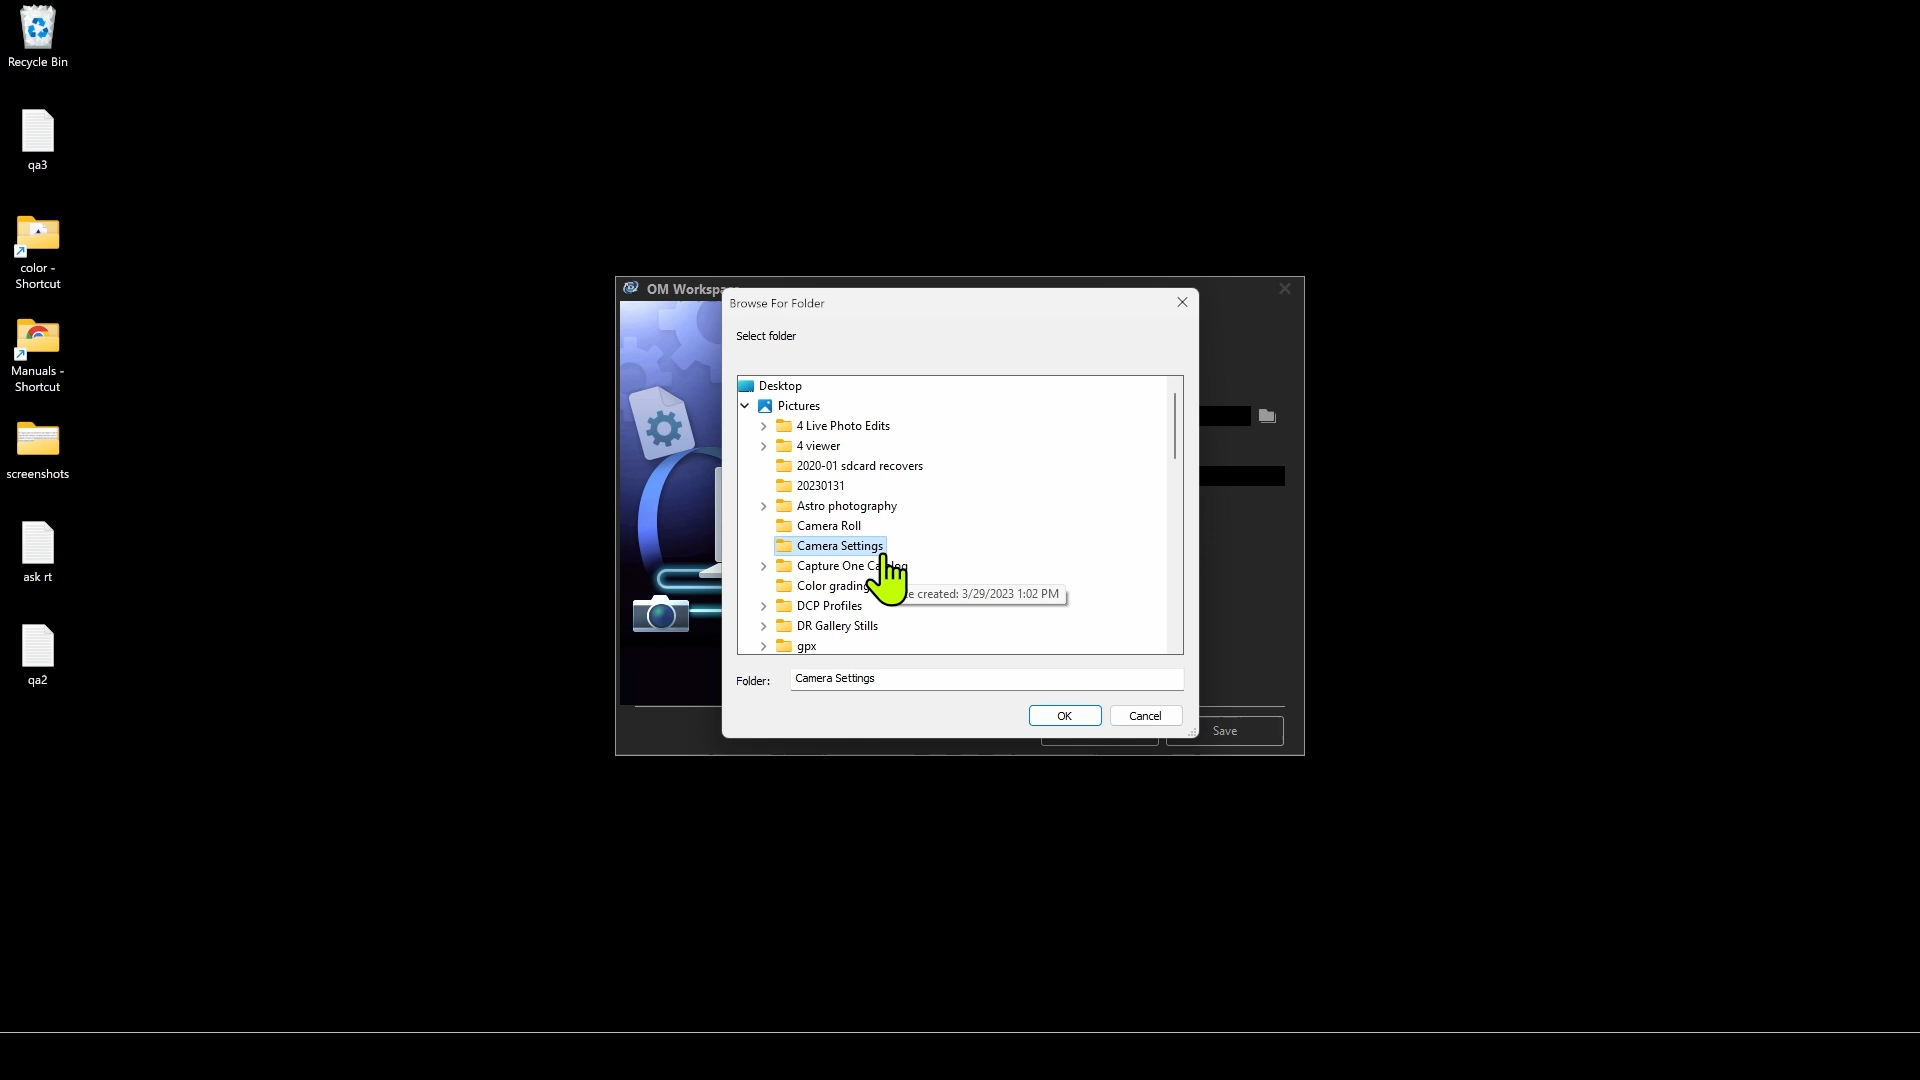 Recycle Bin
qa3
color -
Shortcut
Manuals -
Shortcut
screenshots
ask rt
qa2
OM Workspa
Browse For Folder
Select folder
Desktop
Pictures
4 Live Photo Edits
4 viewer
2020-01 sdcard recovers
20230131
Astro photography
Camera Roll
Camera Settings
Capture One Ca
Color grading
e created: 3/29/2023 1:02 PM
DCP Profiles
DR Gallery Stills
gpx
Folder: Camera Settings
OK
Cancel
Save